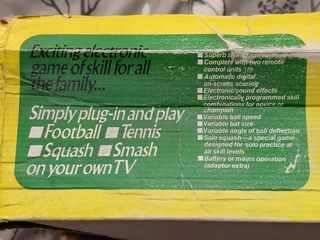 Exciting electronic
game of skill for all
the family...
Simply plug-in and play
Football Tennis
Squash Smash
on your own TV
Superb
Complete with two remote
control units
Automatic digital
on-screen scoring
Electronic sound effects
Electronically programmed skill
combinations for novice or
champion
Variable ball speed
Variable bat size
Variable angle of ball deflection
Solo squash – a special game
designed for solo practice at
all skill levels
Battery or mains operation
(adaptor extra)